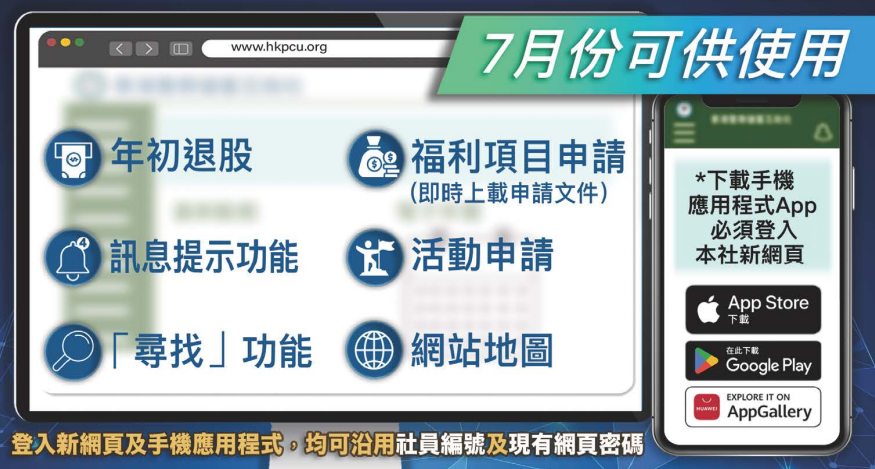 7月份可供使用
www.hkpcu.org
年初退股
福利項目申請
(即時上載申請文件)
4
訊息提示功能
活動申請
「尋找」功能
網站地圖
*下載手機
應用程式App
必須登入
本社新網頁
App Store
下載
在此下載
Google Play
HUAWEI
EXPLORE IT ON
AppGallery
登入新網頁及手機應用程式，均可沿用社員編號及現有網頁密碼